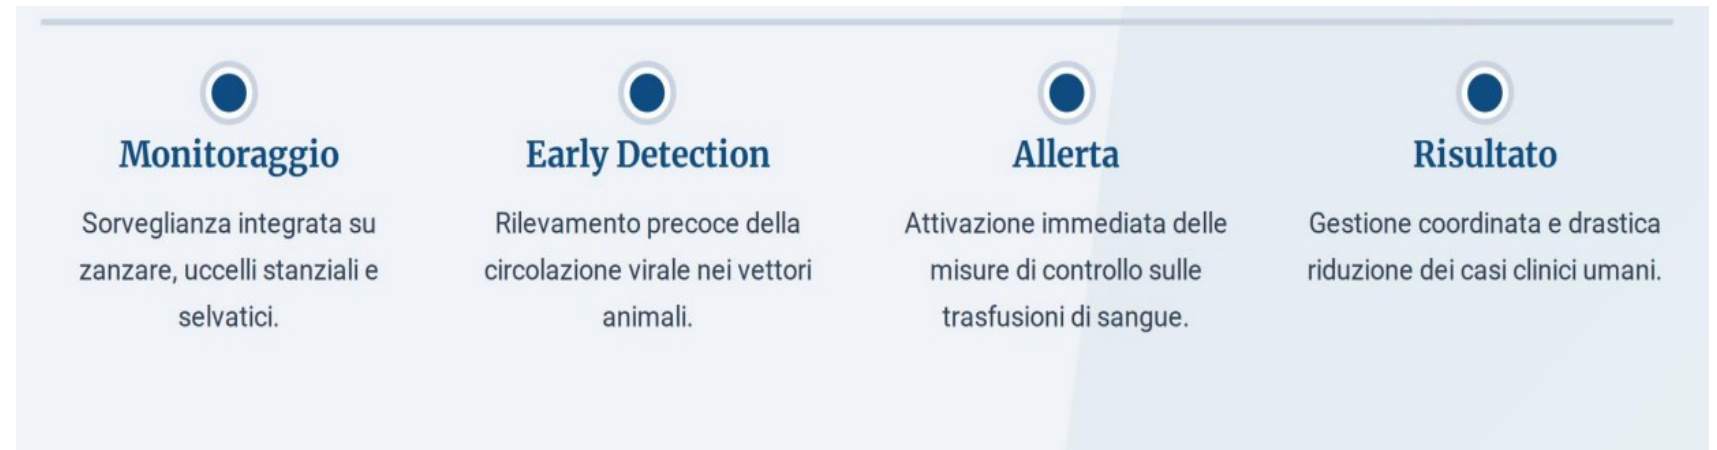 Monitoraggio
Sorveglianza integrata su
zanzare, uccelli stanziali e
selvatici.
Early Detection
Rilevamento precoce della
circolazione virale nei vettori
animali.
Allerta
Attivazione immediata delle
misure di controllo sulle
trasfusioni di sangue.
Risultato
Gestione coordinata e drastica
riduzione dei casi clinici umani.